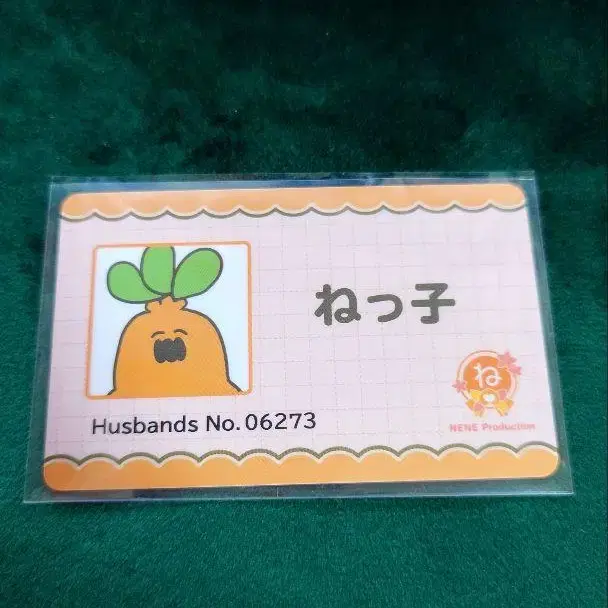 ねっ子
ね
NENE Production
Husbands No. 06273